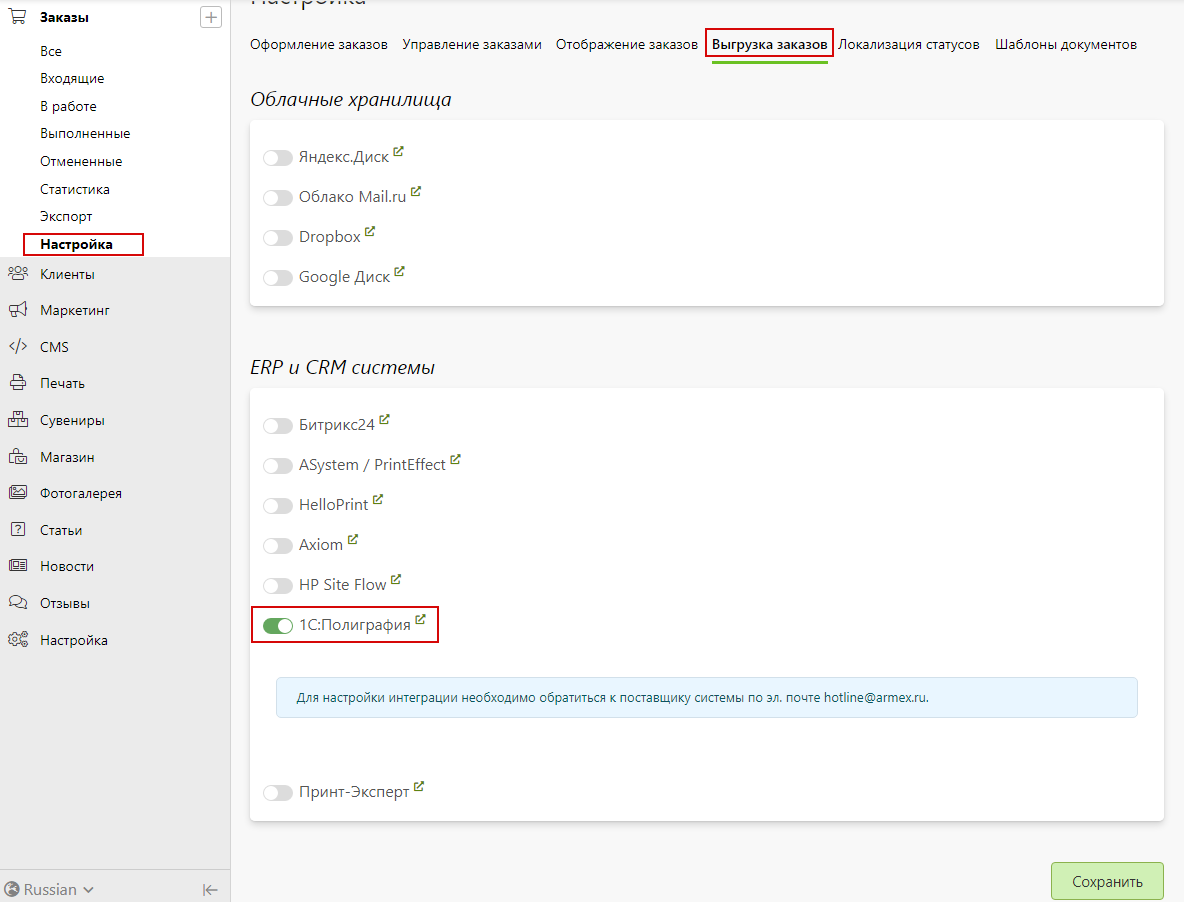 Заказы
Все
Входящие
В работе
Выполненные
Отмененные
Статистика
Экспорт
Настройка
Клиенты
Маркетинг
CMS
Печать
Сувениры
Магазин
Фотогалерея
Статьи
Новости
Отзывы
Настройка
Russian
Настройка
Оформление заказов Управление заказами Отображение заказов Выгрузка заказов Локализация статусов Шаблоны документов
Облачные хранилища
Яндекс.Диск
Облако Mail.ru
Dropbox
Google Диск
ERP и CRM системы
Битрикс24
ASystem / PrintEffect
HelloPrint
Axiom
HP Site Flow
1С:Полиграфия
Для настройки интеграции необходимо обратиться к поставщику системы по эл. почте hotline@armex.ru.
Принт-Эксперт
Сохранить